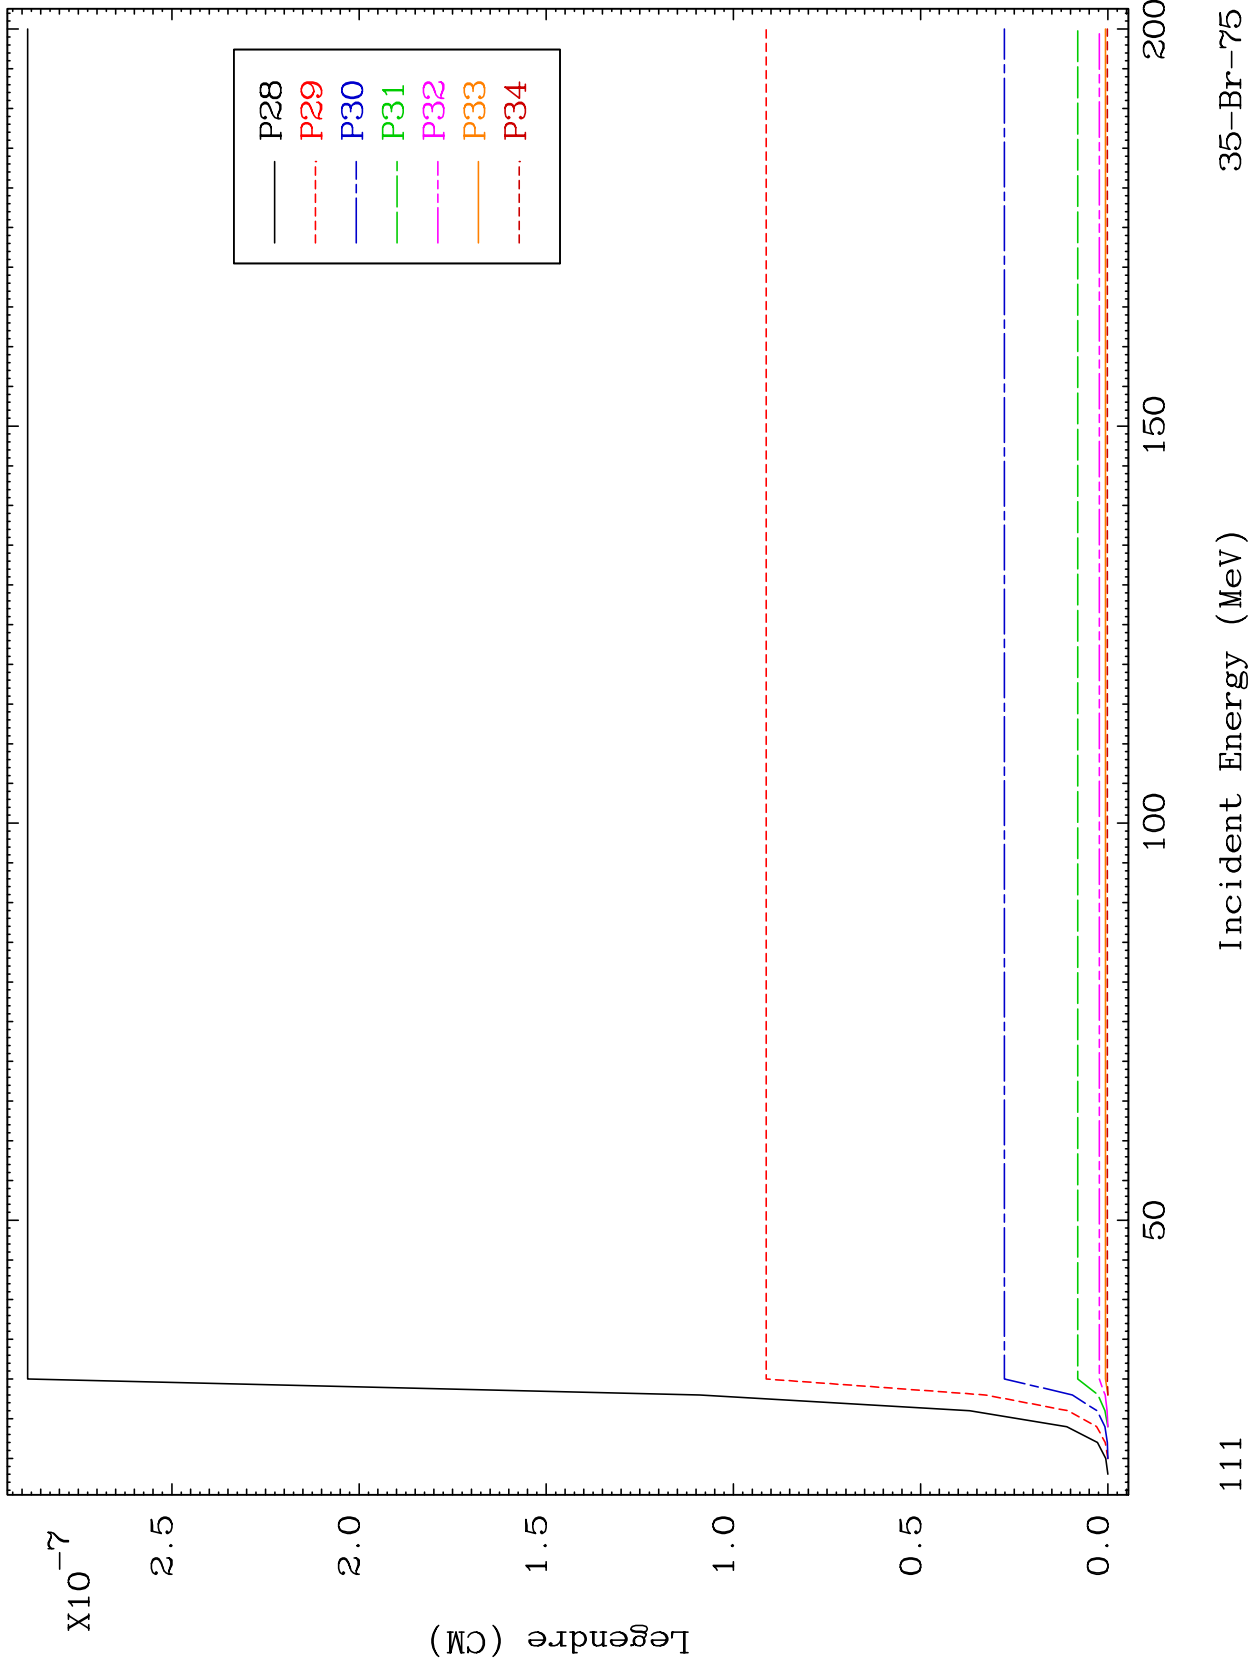 X10⁻⁷
2.5
2.0
1.5
1.0
0.5
0.0
Legendre (CM)
P28
P29
P30
P31
P32
P33
P34
50
100
150
200
111
Incident Energy (MeV)
35-Br-75